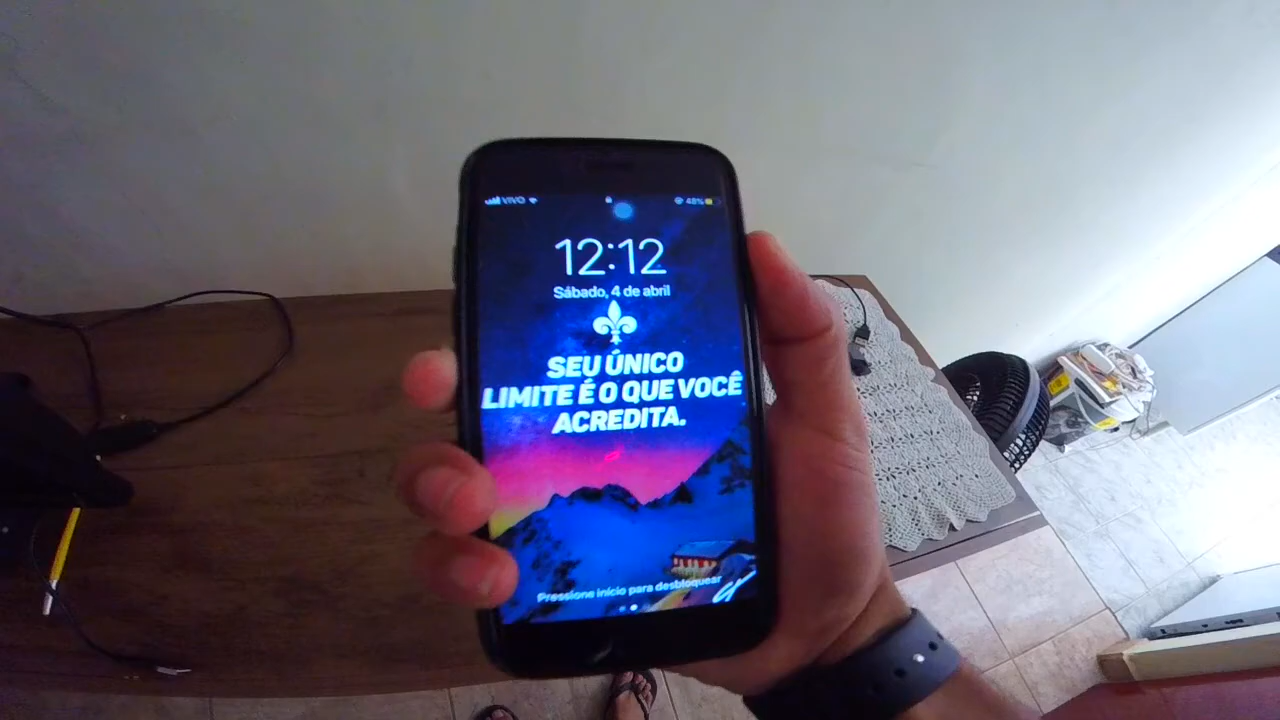 VIVO 48%
12:12
Sábado, 4 de abril
SEU ÚNICO
LIMITE É O QUE VOCÊ
ACREDITA.
Pressione início para desbloquear